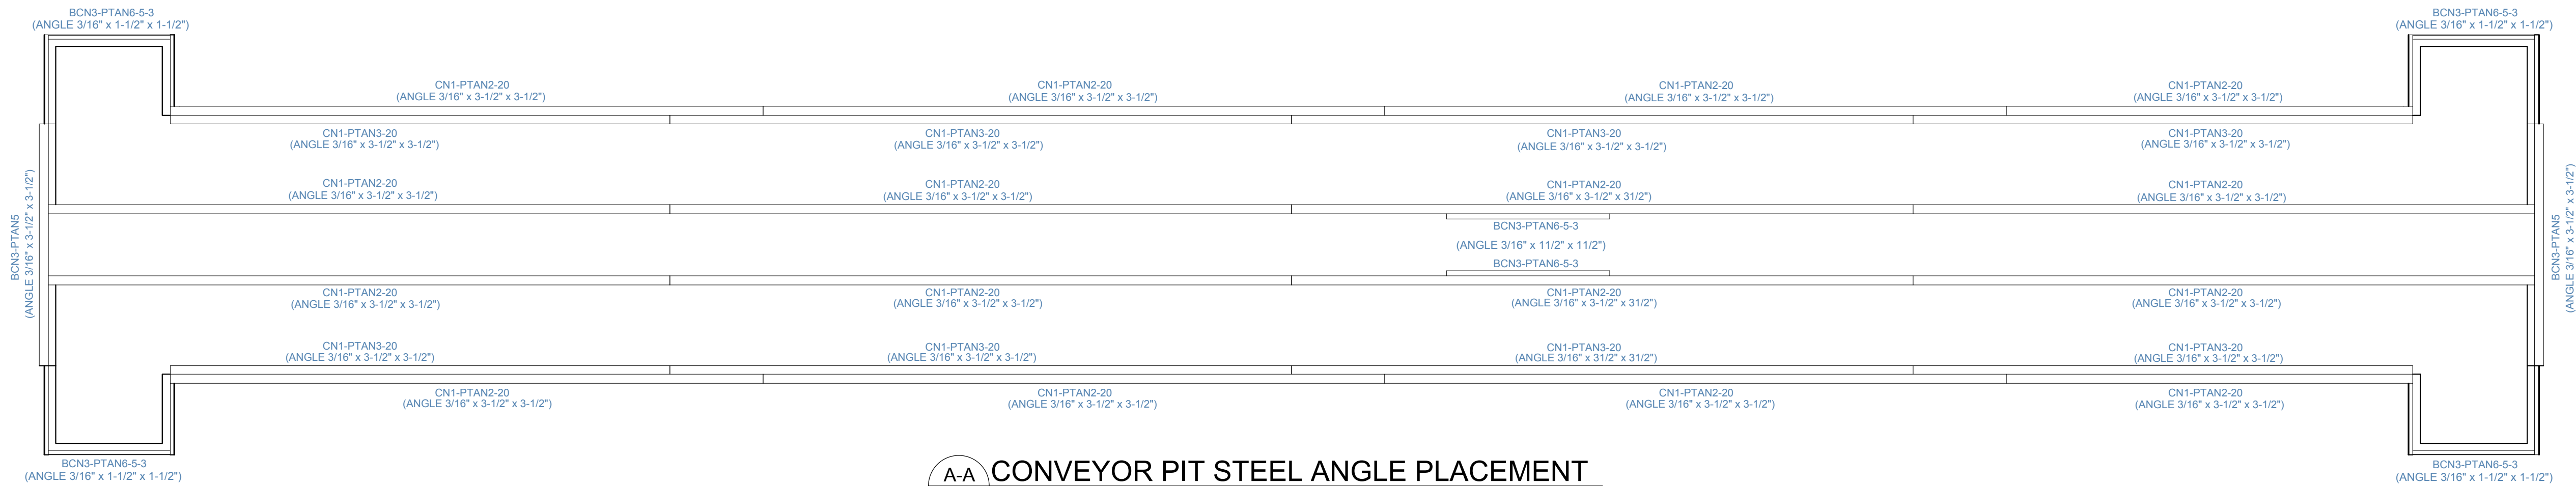 BCN3-PTAN6-5-3
(ANGLE 3/16" x 1-1/2" x 1-1/2")
BCN3-PTAN6-5-3
(ANGLE 3/16" x 1-1/2" x 1-1/2")
CN1-PTAN2-20
(ANGLE 3/16" x 3-1/2" x 3-1/2")
CN1-PTAN2-20
(ANGLE 3/16" x 3-1/2" x 3-1/2")
CN1-PTAN2-20
(ANGLE 3/16" x 3-1/2" x 3-1/2")
CN1-PTAN2-20
(ANGLE 3/16" x 3-1/2" x 3-1/2")
CN1-PTAN3-20
(ANGLE 3/16" x 3-1/2" x 3-1/2")
CN1-PTAN3-20
(ANGLE 3/16" x 3-1/2" x 3-1/2")
CN1-PTAN3-20
(ANGLE 3/16" x 3-1/2" x 3-1/2")
CN1-PTAN3-20
(ANGLE 3/16" x 3-1/2" x 3-1/2")
CN1-PTAN2-20
(ANGLE 3/16" x 3-1/2" x 3-1/2")
CN1-PTAN2-20
(ANGLE 3/16" x 3-1/2" x 3-1/2")
CN1-PTAN2-20
(ANGLE 3/16" x 3-1/2" x 31/2")
CN1-PTAN2-20
(ANGLE 3/16" x 3-1/2" x 3-1/2")
BCN3-PTAN5
(ANGLE 3/16" x 3-1/2" x 3-1/2")
BCN3-PTAN6-5-3
(ANGLE 3/16" x 11/2" x 11/2")
BCN3-PTAN6-5-3
BCN3-PTAN5
(ANGLE 3/16" x 3-1/2" x 3-1/2")
CN1-PTAN2-20
(ANGLE 3/16" x 3-1/2" x 3-1/2")
CN1-PTAN2-20
(ANGLE 3/16" x 3-1/2" x 3-1/2")
CN1-PTAN2-20
(ANGLE 3/16" x 3-1/2" x 31/2")
CN1-PTAN2-20
(ANGLE 3/16" x 3-1/2" x 3-1/2")
CN1-PTAN3-20
(ANGLE 3/16" x 3-1/2" x 3-1/2")
CN1-PTAN3-20
(ANGLE 3/16" x 3-1/2" x 3-1/2")
CN1-PTAN3-20
(ANGLE 3/16" x 31/2" x 31/2")
CN1-PTAN3-20
(ANGLE 3/16" x 3-1/2" x 3-1/2")
CN1-PTAN2-20
(ANGLE 3/16" x 3-1/2" x 3-1/2")
CN1-PTAN2-20
(ANGLE 3/16" x 3-1/2" x 3-1/2")
CN1-PTAN2-20
(ANGLE 3/16" x 3-1/2" x 3-1/2")
CN1-PTAN2-20
(ANGLE 3/16" x 3-1/2" x 3-1/2")
BCN3-PTAN6-5-3
(ANGLE 3/16" x 1-1/2" x 1-1/2")
BCN3-PTAN6-5-3
(ANGLE 3/16" x 1-1/2" x 1-1/2")
A-A CONVEYOR PIT STEEL ANGLE PLACEMENT